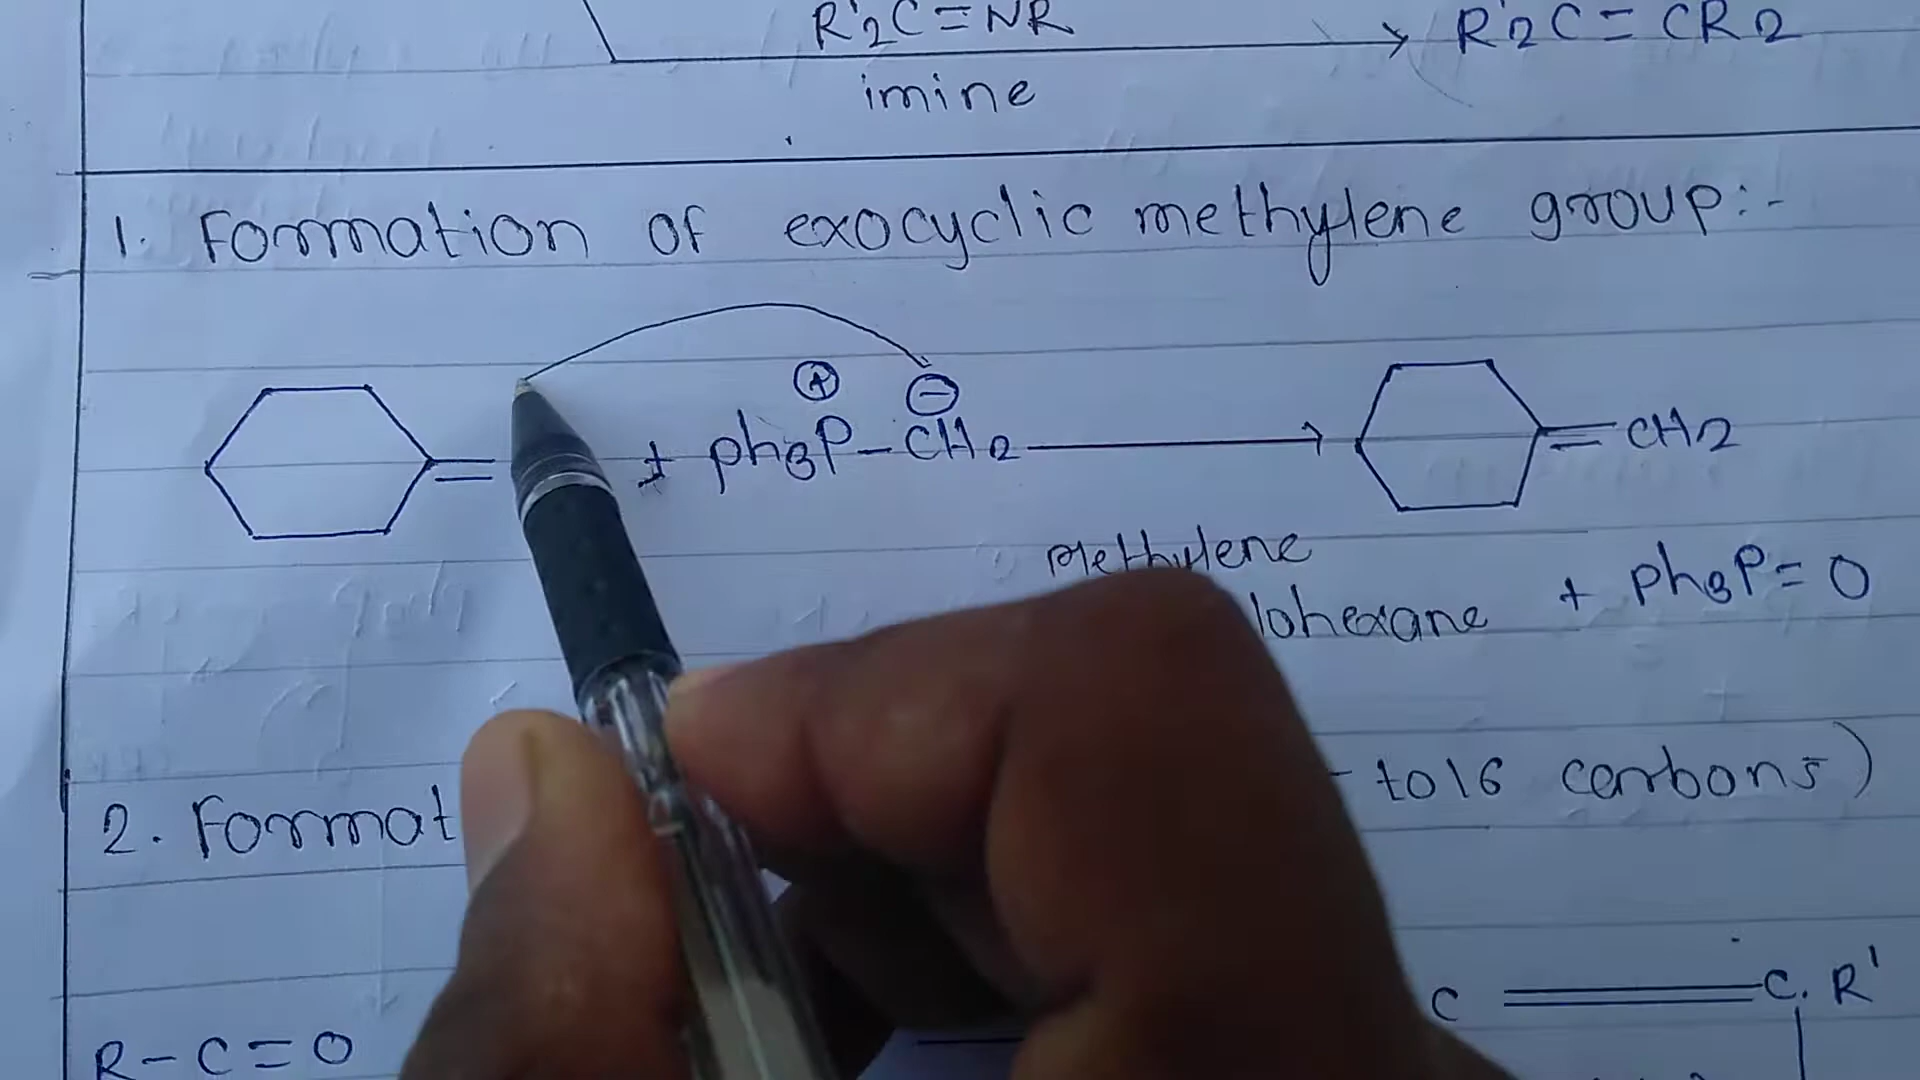 R'2C=NR
R'2C=CR2
imine
1. Formation of exocyclic methylene group:-
+ ph3P-CH2 ⊕ ⊖
=CH2
Methylene
lohexane + Ph3P=O
2. Format - to 16 carbons)
C C. R'
R-C=O